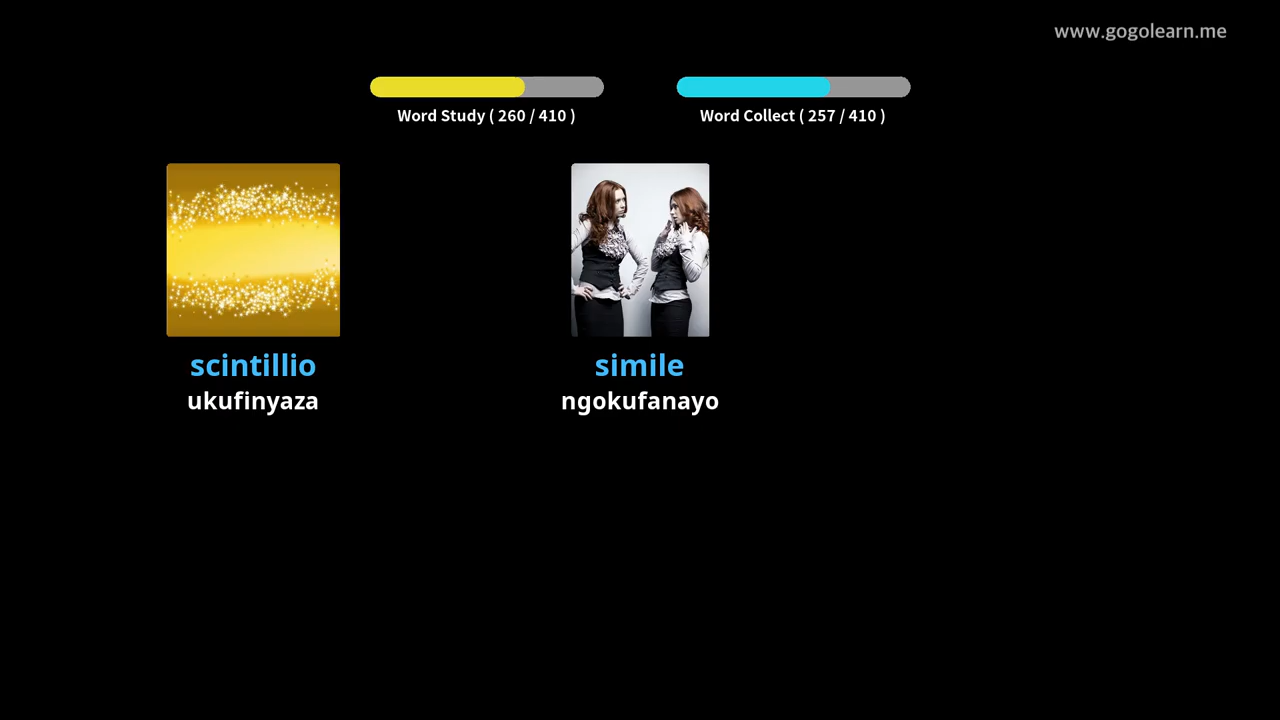 www.gogolearn.me
Word Study ( 260 / 410 )
Word Collect ( 257 / 410 )
scintillio
ukufinyaza
simile
ngokufanayo